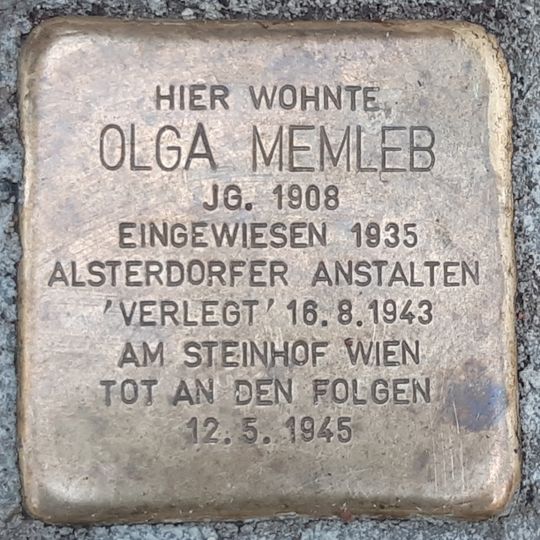 HIER WOHNTE
OLGA MEMLEB
JG. 1908
EINGEWIESEN 1935
ALSTERDORFER ANSTALTEN
'VERLEGT' 16.8.1943
AM STEINHOF WIEN
TOT AN DEN FOLGEN
12.5.1945